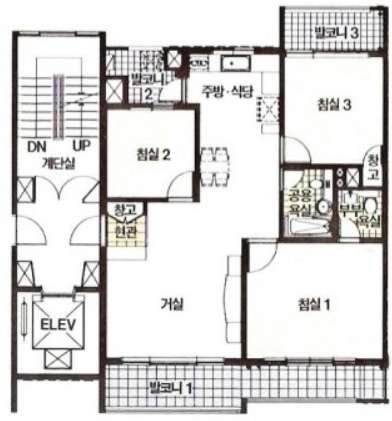 발코니 3
발코니
2
주방·식당
침실 3
DN
UP
계단실
침실 2
창고
공용
욕실
부부
욕실
창고
현관
거실
침실 1
ELEV
발코니 1